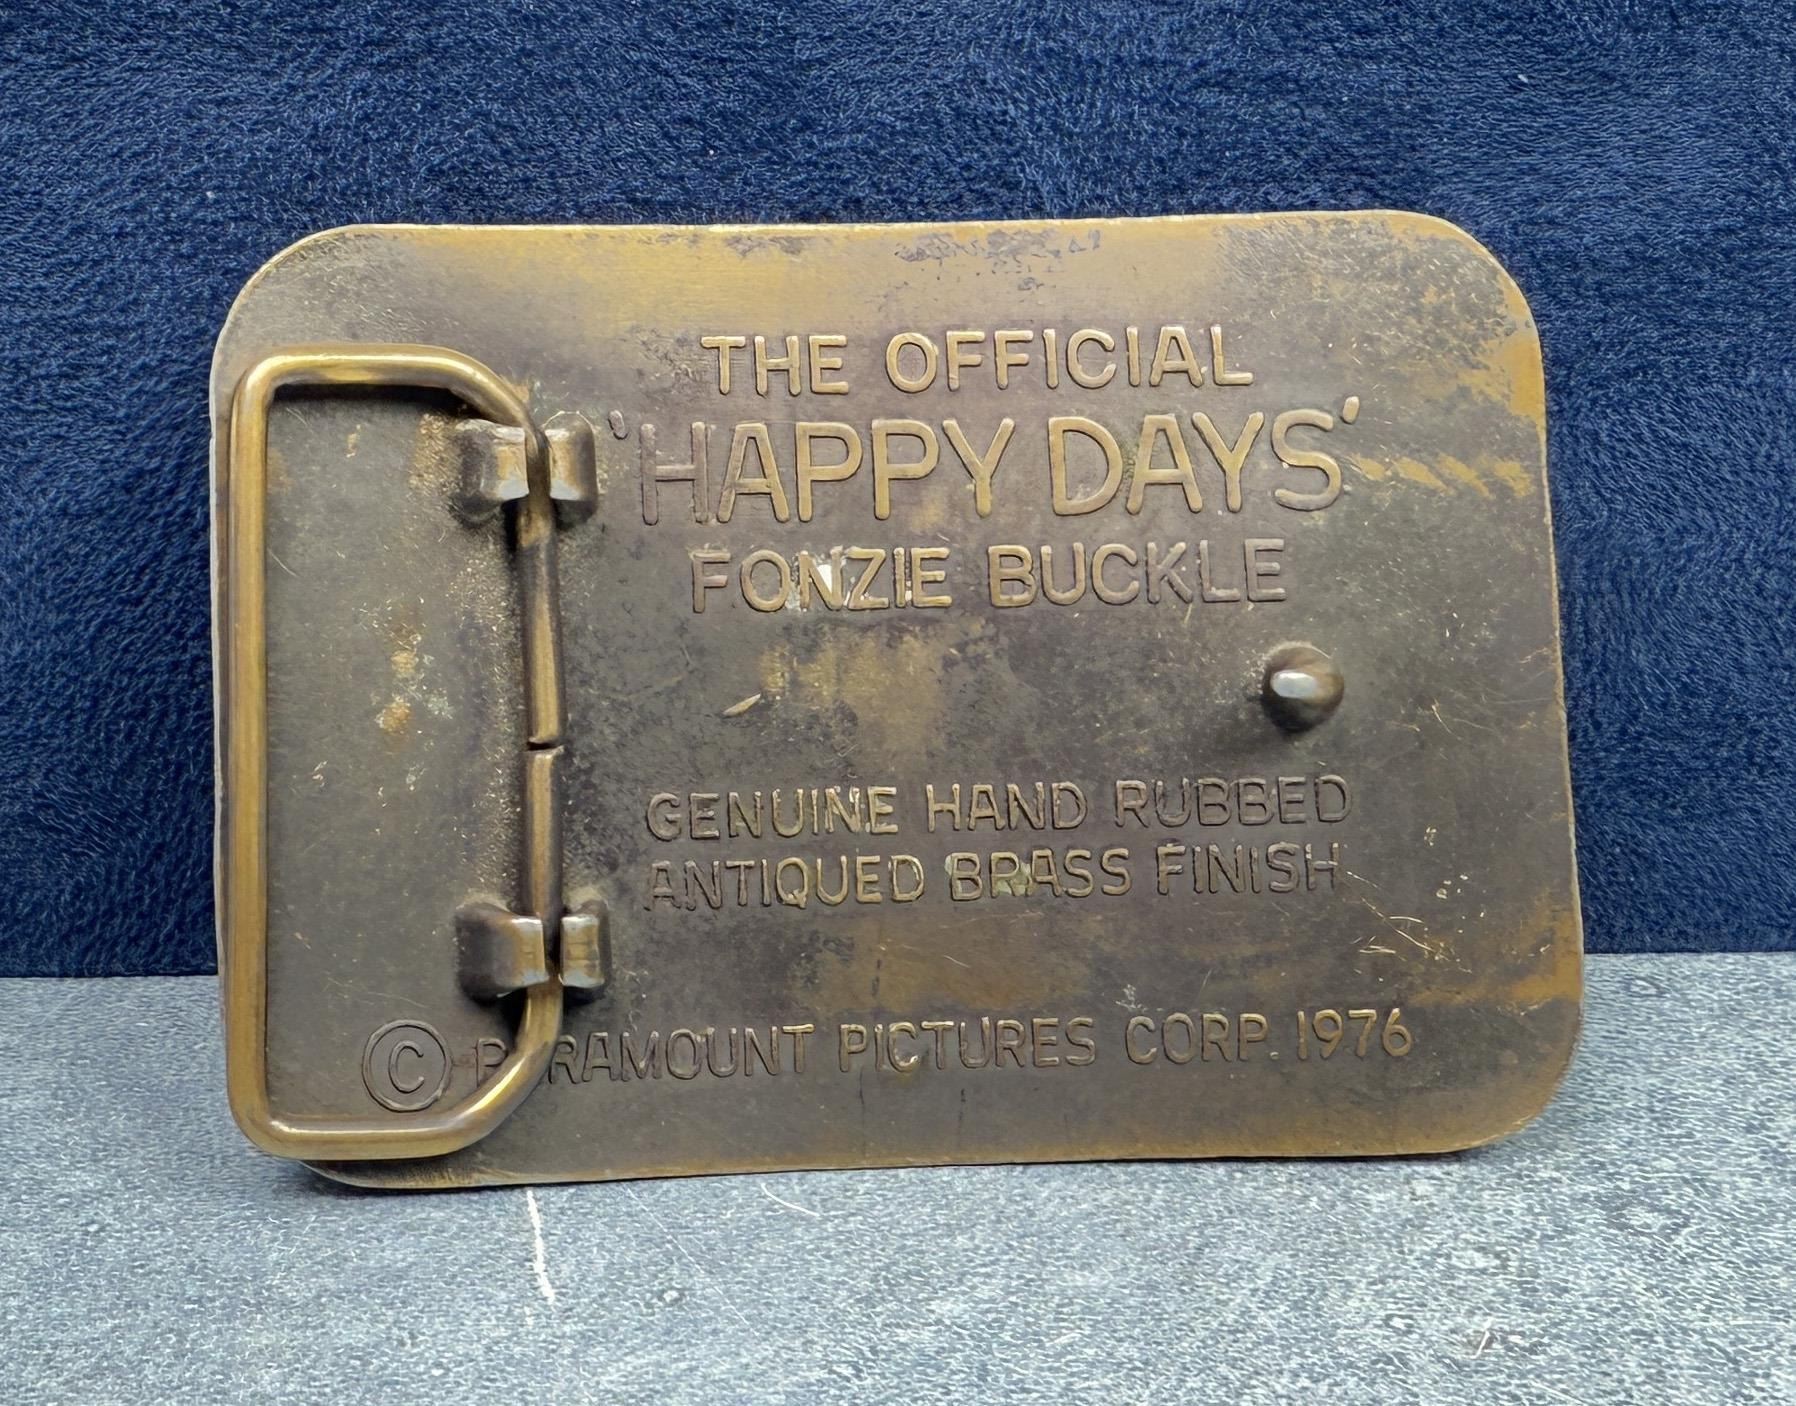 THE OFFICIAL
'HAPPY DAYS'
FONZIE BUCKLE
GENUINE HAND RUBBED
ANTIQUED BRASS FINISH
© PARAMOUNT PICTURES CORP. 1976